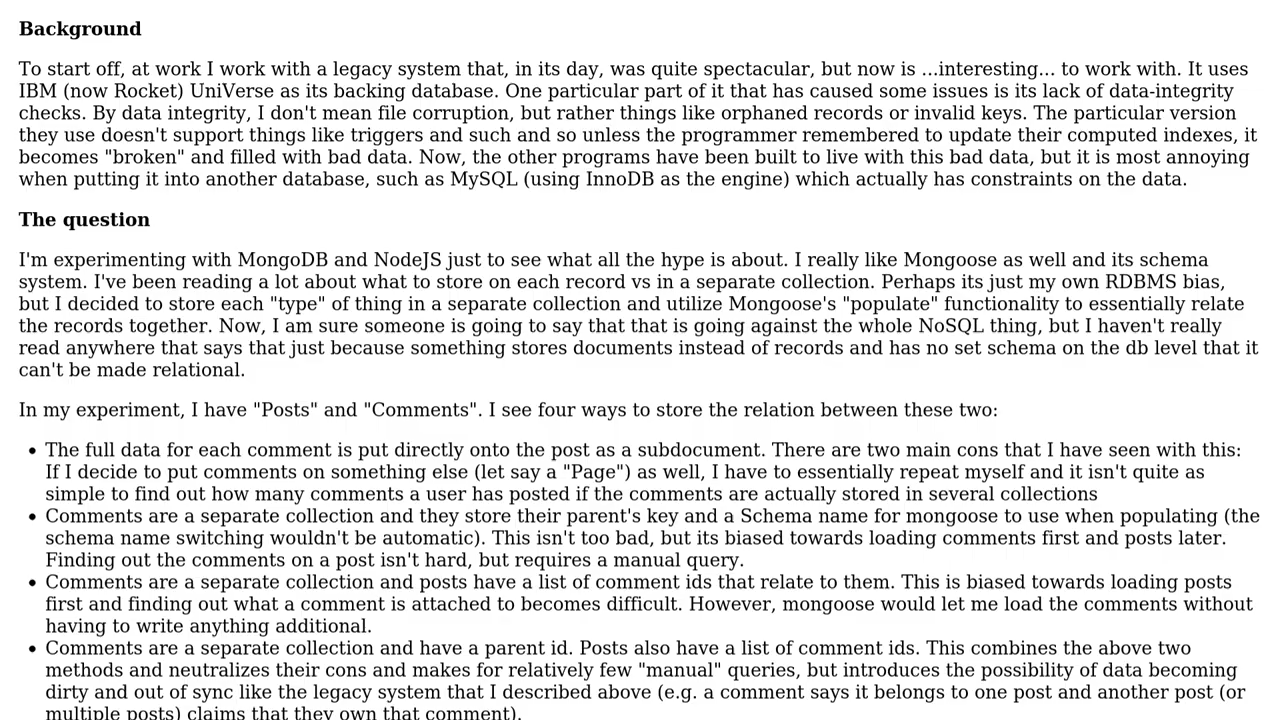 Background
To start off, at work I work with a legacy system that, in its day, was quite spectacular, but now is ...interesting... to work with. It uses
IBM (now Rocket) UniVerse as its backing database. One particular part of it that has caused some issues is its lack of data-integrity
checks. By data integrity, I don't mean file corruption, but rather things like orphaned records or invalid keys. The particular version
they use doesn't support things like triggers and such and so unless the programmer remembered to update their computed indexes, it
becomes "broken" and filled with bad data. Now, the other programs have been built to live with this bad data, but it is most annoying
when putting it into another database, such as MySQL (using InnoDB as the engine) which actually has constraints on the data.
The question
I'm experimenting with MongoDB and NodeJS just to see what all the hype is about. I really like Mongoose as well and its schema
system. I've been reading a lot about what to store on each record vs in a separate collection. Perhaps its just my own RDBMS bias,
but I decided to store each "type" of thing in a separate collection and utilize Mongoose's "populate" functionality to essentially relate
the records together. Now, I am sure someone is going to say that that is going against the whole NoSQL thing, but I haven't really
read anywhere that says that just because something stores documents instead of records and has no set schema on the db level that it
can't be made relational.
In my experiment, I have "Posts" and "Comments". I see four ways to store the relation between these two:
• The full data for each comment is put directly onto the post as a subdocument. There are two main cons that I have seen with this:
If I decide to put comments on something else (let say a "Page") as well, I have to essentially repeat myself and it isn't quite as
simple to find out how many comments a user has posted if the comments are actually stored in several collections
• Comments are a separate collection and they store their parent's key and a Schema name for mongoose to use when populating (the
schema name switching wouldn't be automatic). This isn't too bad, but its biased towards loading comments first and posts later.
Finding out the comments on a post isn't hard, but requires a manual query.
• Comments are a separate collection and posts have a list of comment ids that relate to them. This is biased towards loading posts
first and finding out what a comment is attached to becomes difficult. However, mongoose would let me load the comments without
having to write anything additional.
• Comments are a separate collection and have a parent id. Posts also have a list of comment ids. This combines the above two
methods and neutralizes their cons and makes for relatively few "manual" queries, but introduces the possibility of data becoming
dirty and out of sync like the legacy system that I described above (e.g. a comment says it belongs to one post and another post (or
multiple posts) claims that they own that comment).